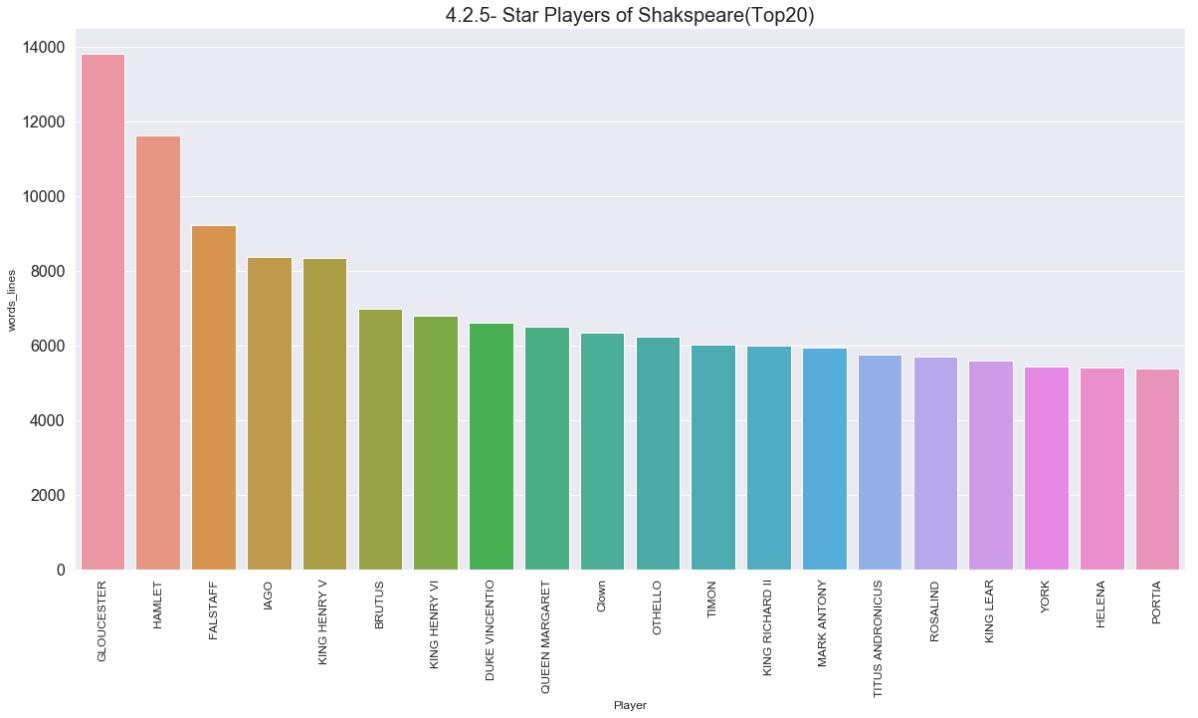 4.2.5- Star Players of Shakspeare(Top20)
14000
12000
10000
8000
6000
4000
2000
0
words_lines
GLOUCESTER
HAMLET
FALSTAFF
IAGO
KING HENRY V
BRUTUS
KING HENRY VI
DUKE VINCENTIO
QUEEN MARGARET
Clown
OTHELLO
TIMON
KING RICHARD II
MARK ANTONY
TITUS ANDRONICUS
ROSALIND
KING LEAR
YORK
HELENA
PORTIA
Player